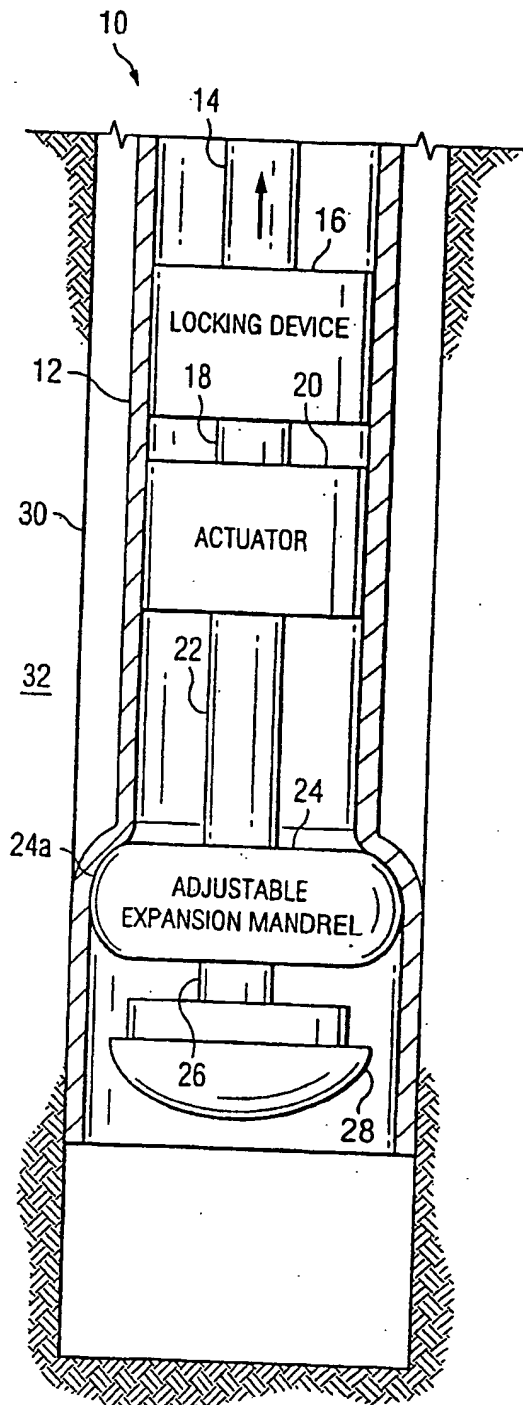 10
14
16
LOCKING DEVICE
12
18
20
30
ACTUATOR
22
32
24
24a
ADJUSTABLE
EXPANSION MANDREL
26
28